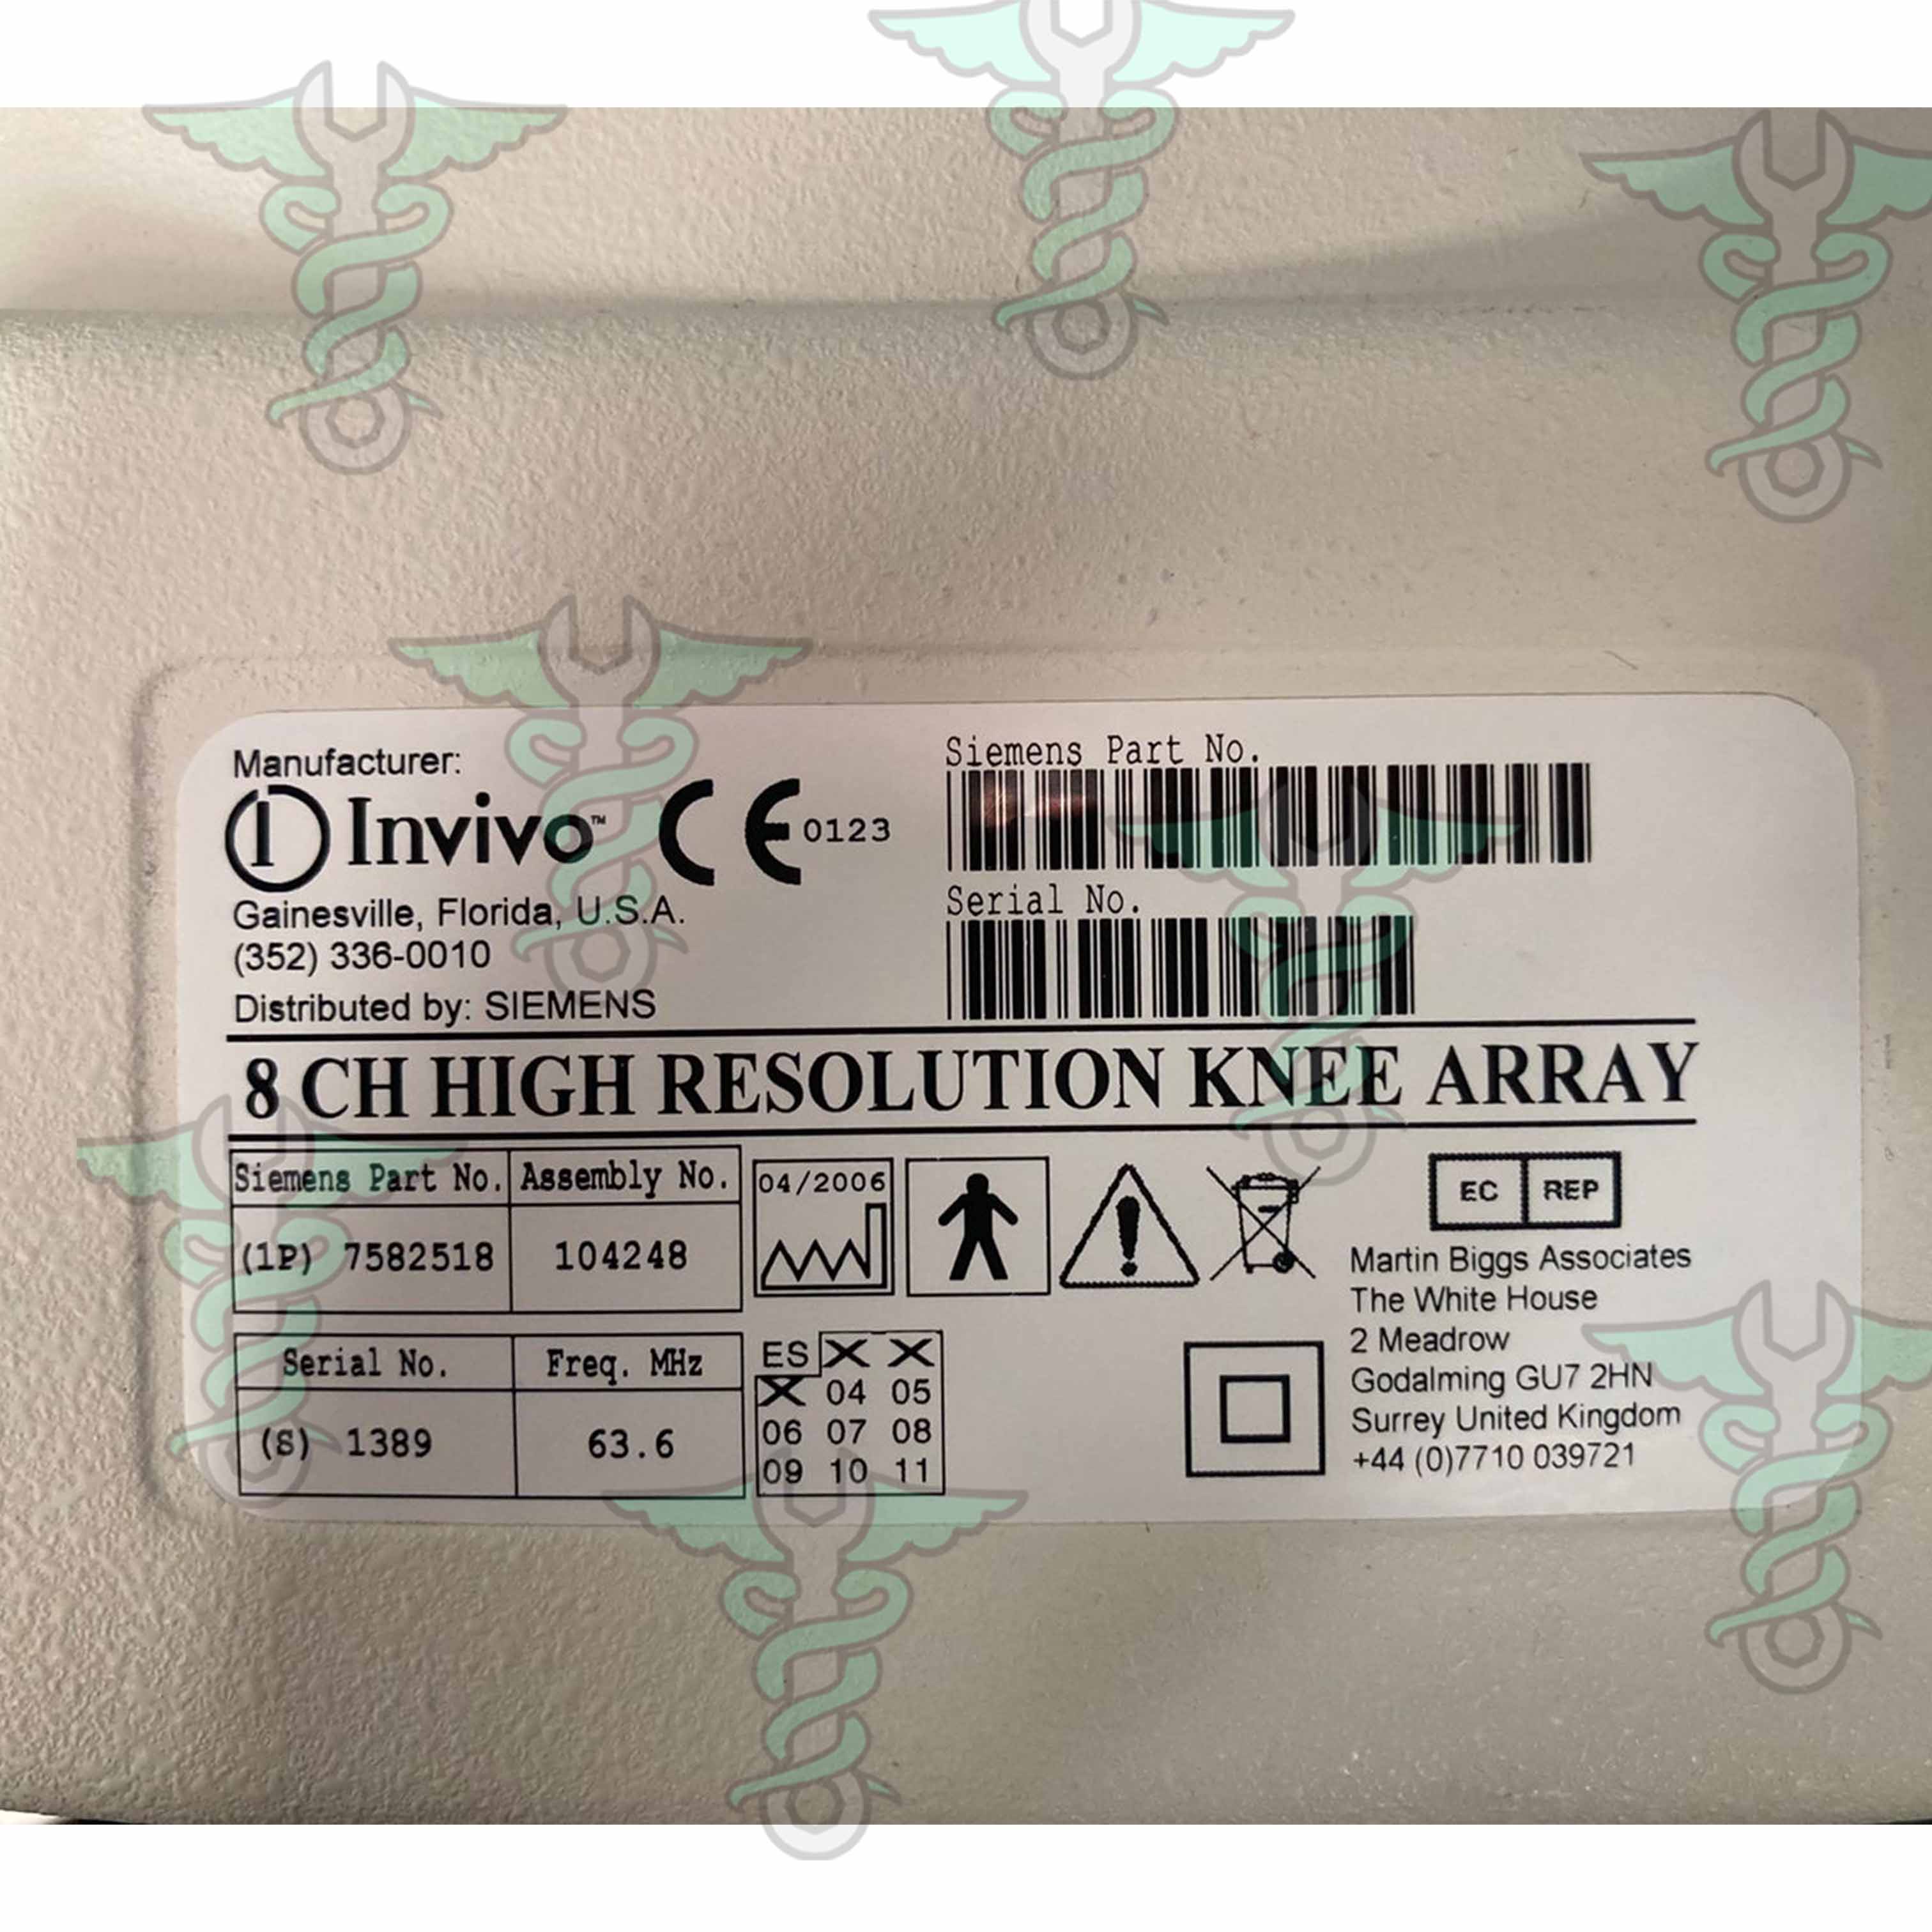 Manufacturer:
Invivo™ CE 0123
Gainesville, Florida, U.S.A.
(352) 336-0010
Distributed by: SIEMENS
Siemens Part No.
Serial No.
8 CH HIGH RESOLUTION KNEE ARRAY
Siemens Part No. Assembly No.
(1P) 7582518 104248
Serial No. Freq. MHz
(S) 1389 63.6
04/2006
ES
04 05
06 07 08
09 10 11
EC REP
Martin Biggs Associates
The White House
2 Meadrow
Godalming GU7 2HN
Surrey United Kingdom
+44 (0)7710 039721